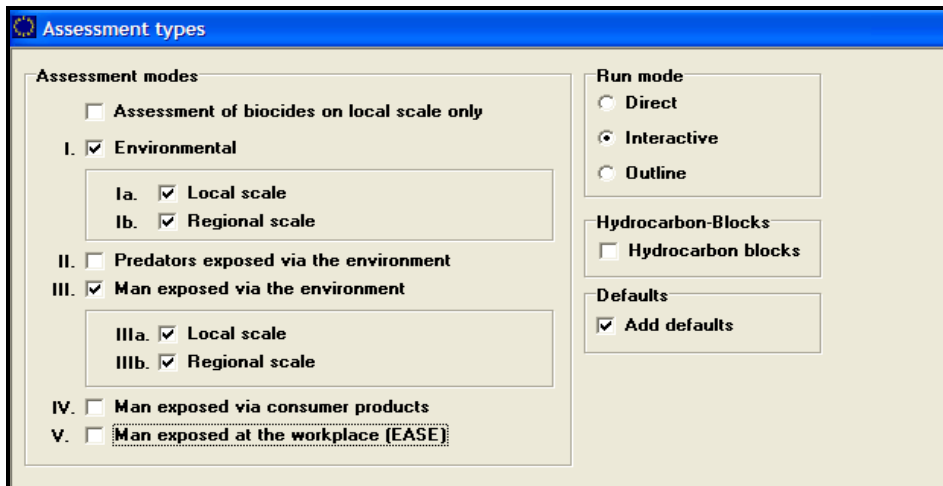 Assessment types
Assessment modes
Assessment of biocides on local scale only
I. Environmental
Ia. Local scale
Ib. Regional scale
II. Predators exposed via the environment
III. Man exposed via the environment
IIIa. Local scale
IIIb. Regional scale
IV. Man exposed via consumer products
V. Man exposed at the workplace (EASE)
Run mode
Direct
Interactive
Outline
Hydrocarbon-Blocks
Hydrocarbon blocks
Defaults
Add defaults